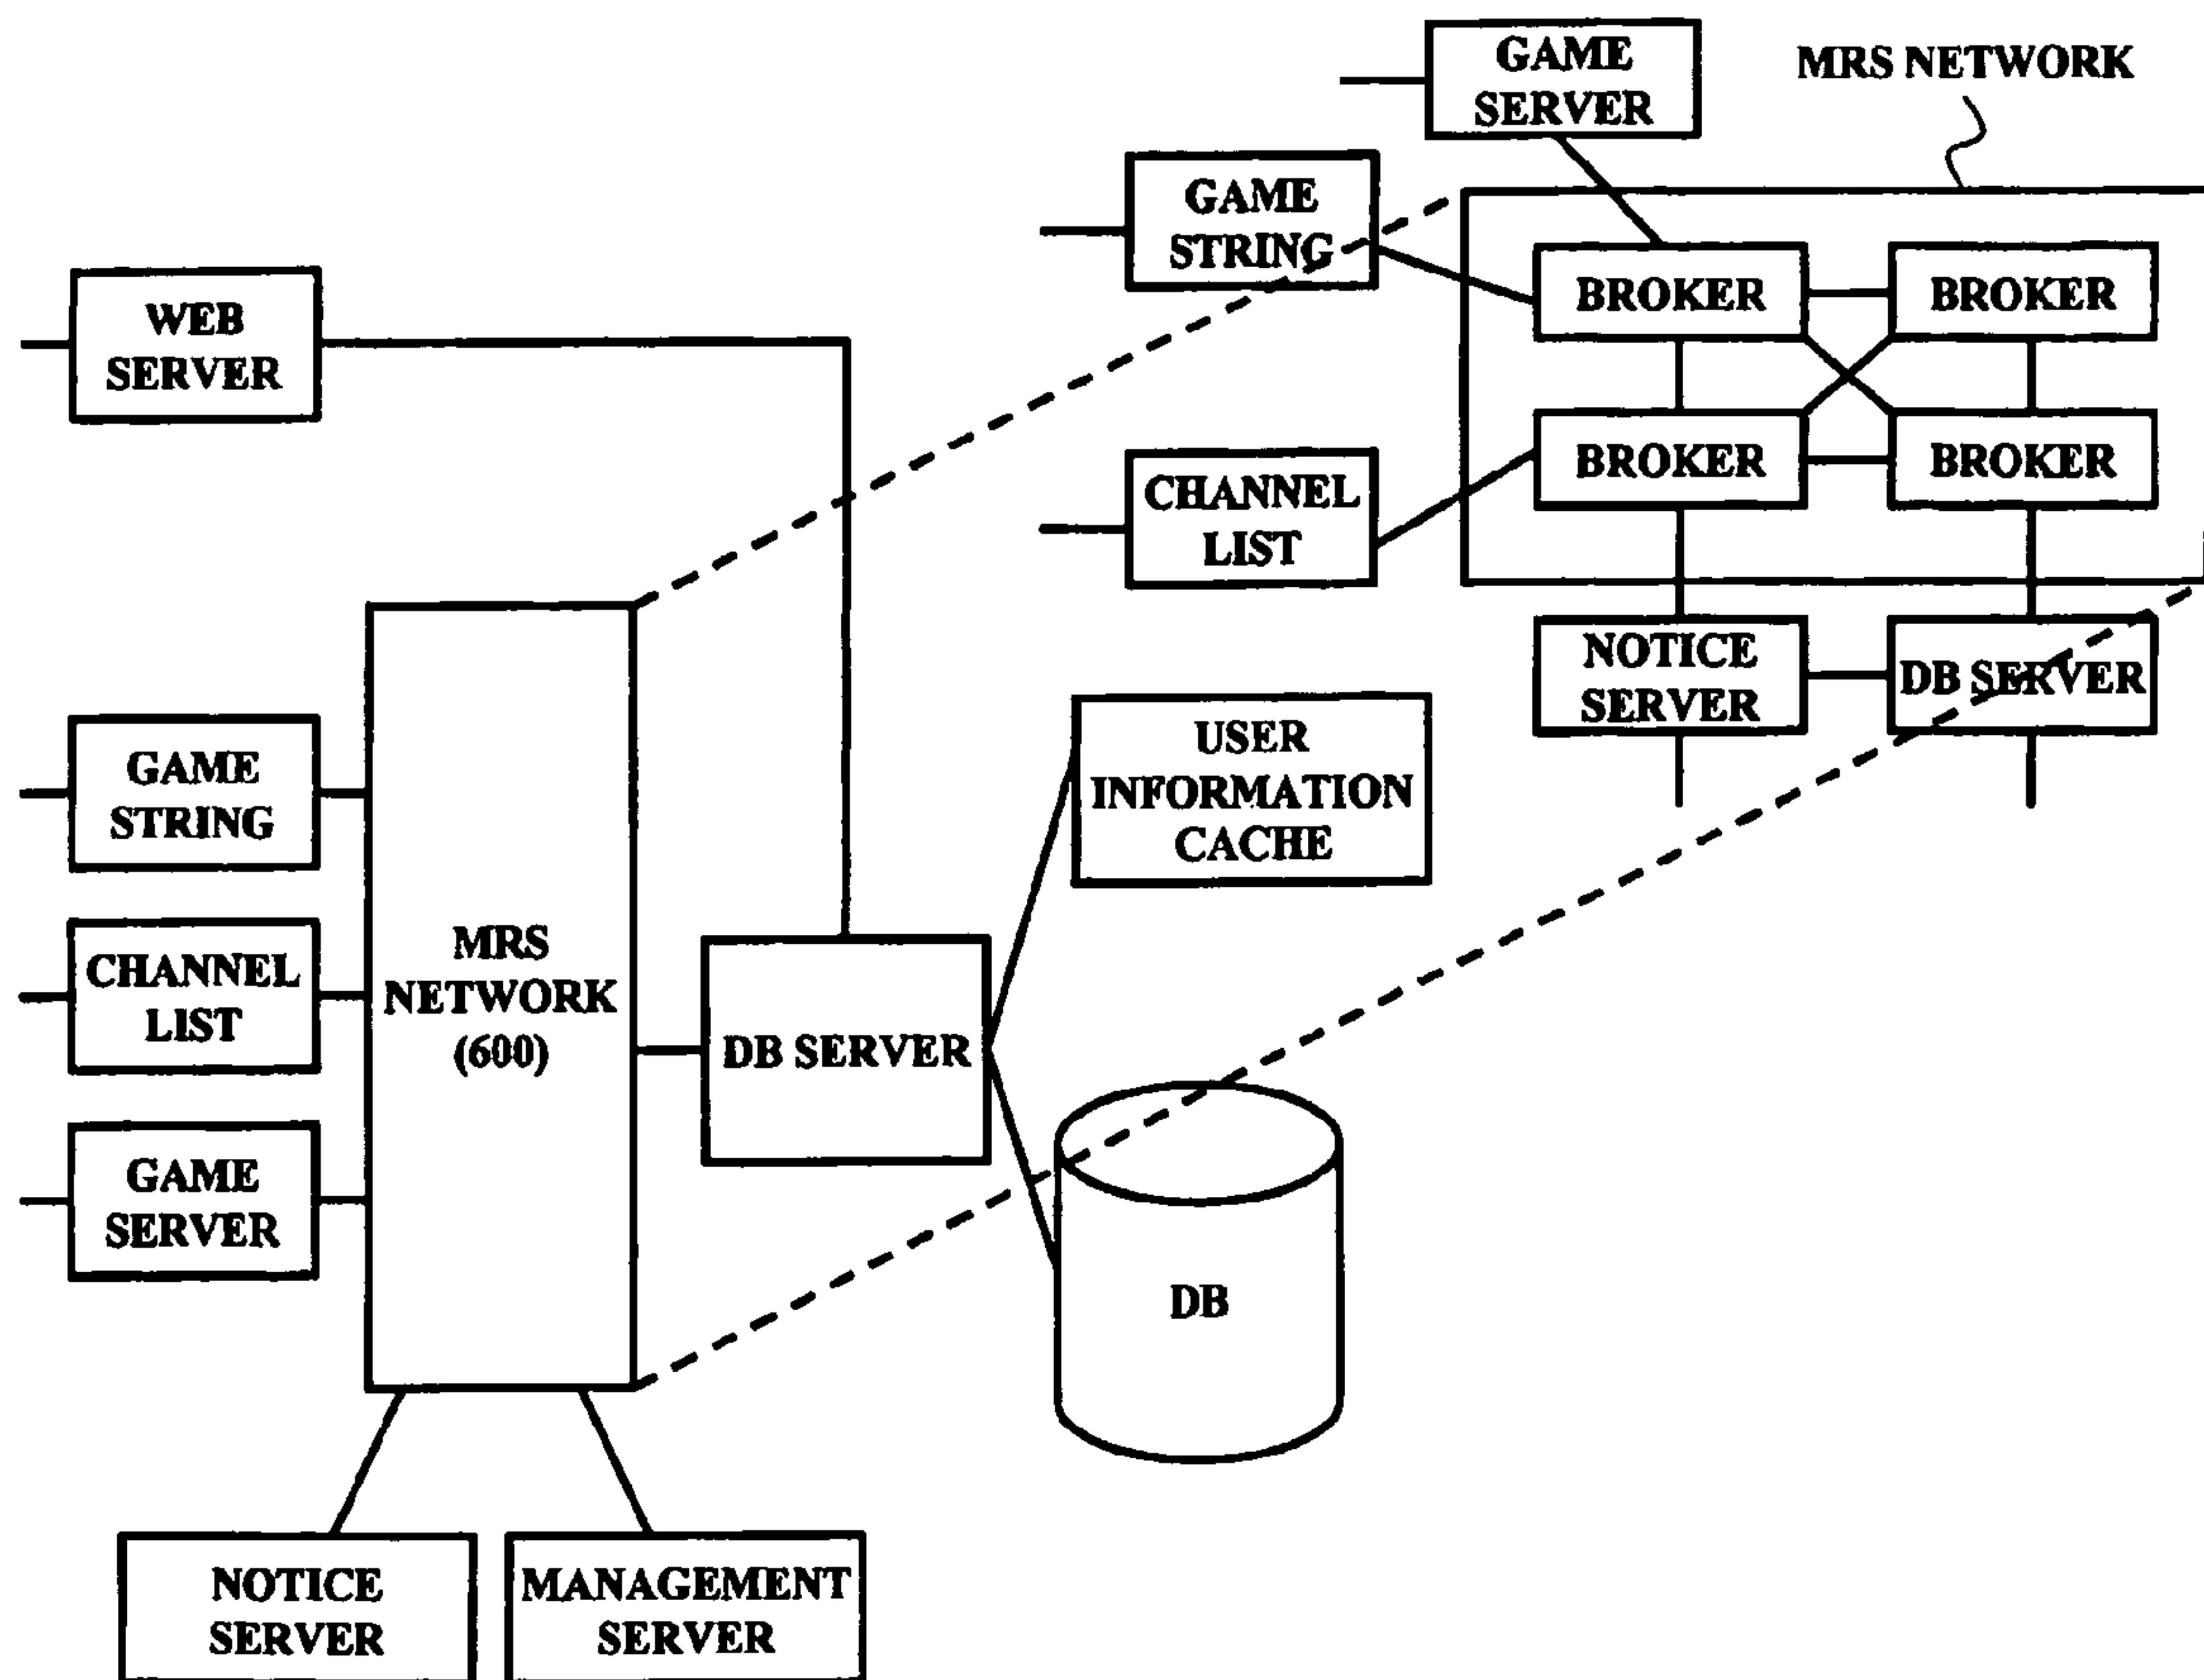 GAME
SERVER
MRS NETWORK
GAME
STRING
BROKER
BROKER
WEB
SERVER
BROKER
BROKER
CHANNEL
LIST
NOTICE
SERVER
DB SERVER
USER
INFORMATION
CACHE
GAME
STRING
MRS
NETWORK
(600)
CHANNEL
LIST
DB SERVER
GAME
SERVER
DB
NOTICE
SERVER
MANAGEMENT
SERVER